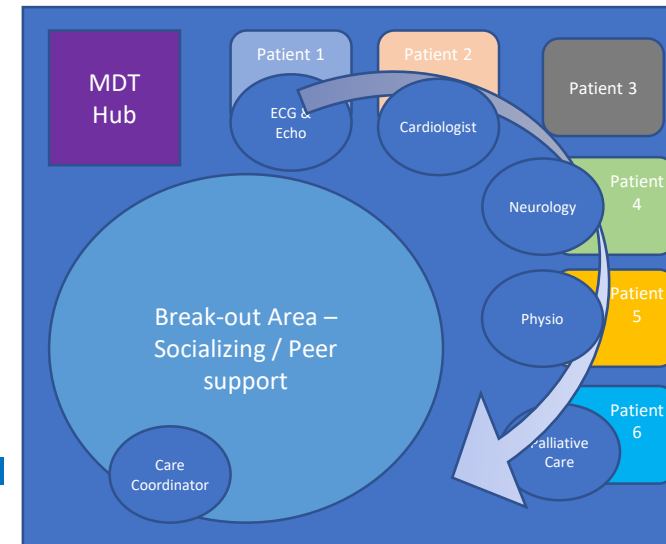 MDT
Hub
Patient 1
ECG &
Echo
Patient 2
Cardiologist
Patient 3
Neurology
Patient
4
Physio
Patient
5
Palliative
Care
Patient
6
Break-out Area –
Socializing / Peer
support
Care
Coordinator